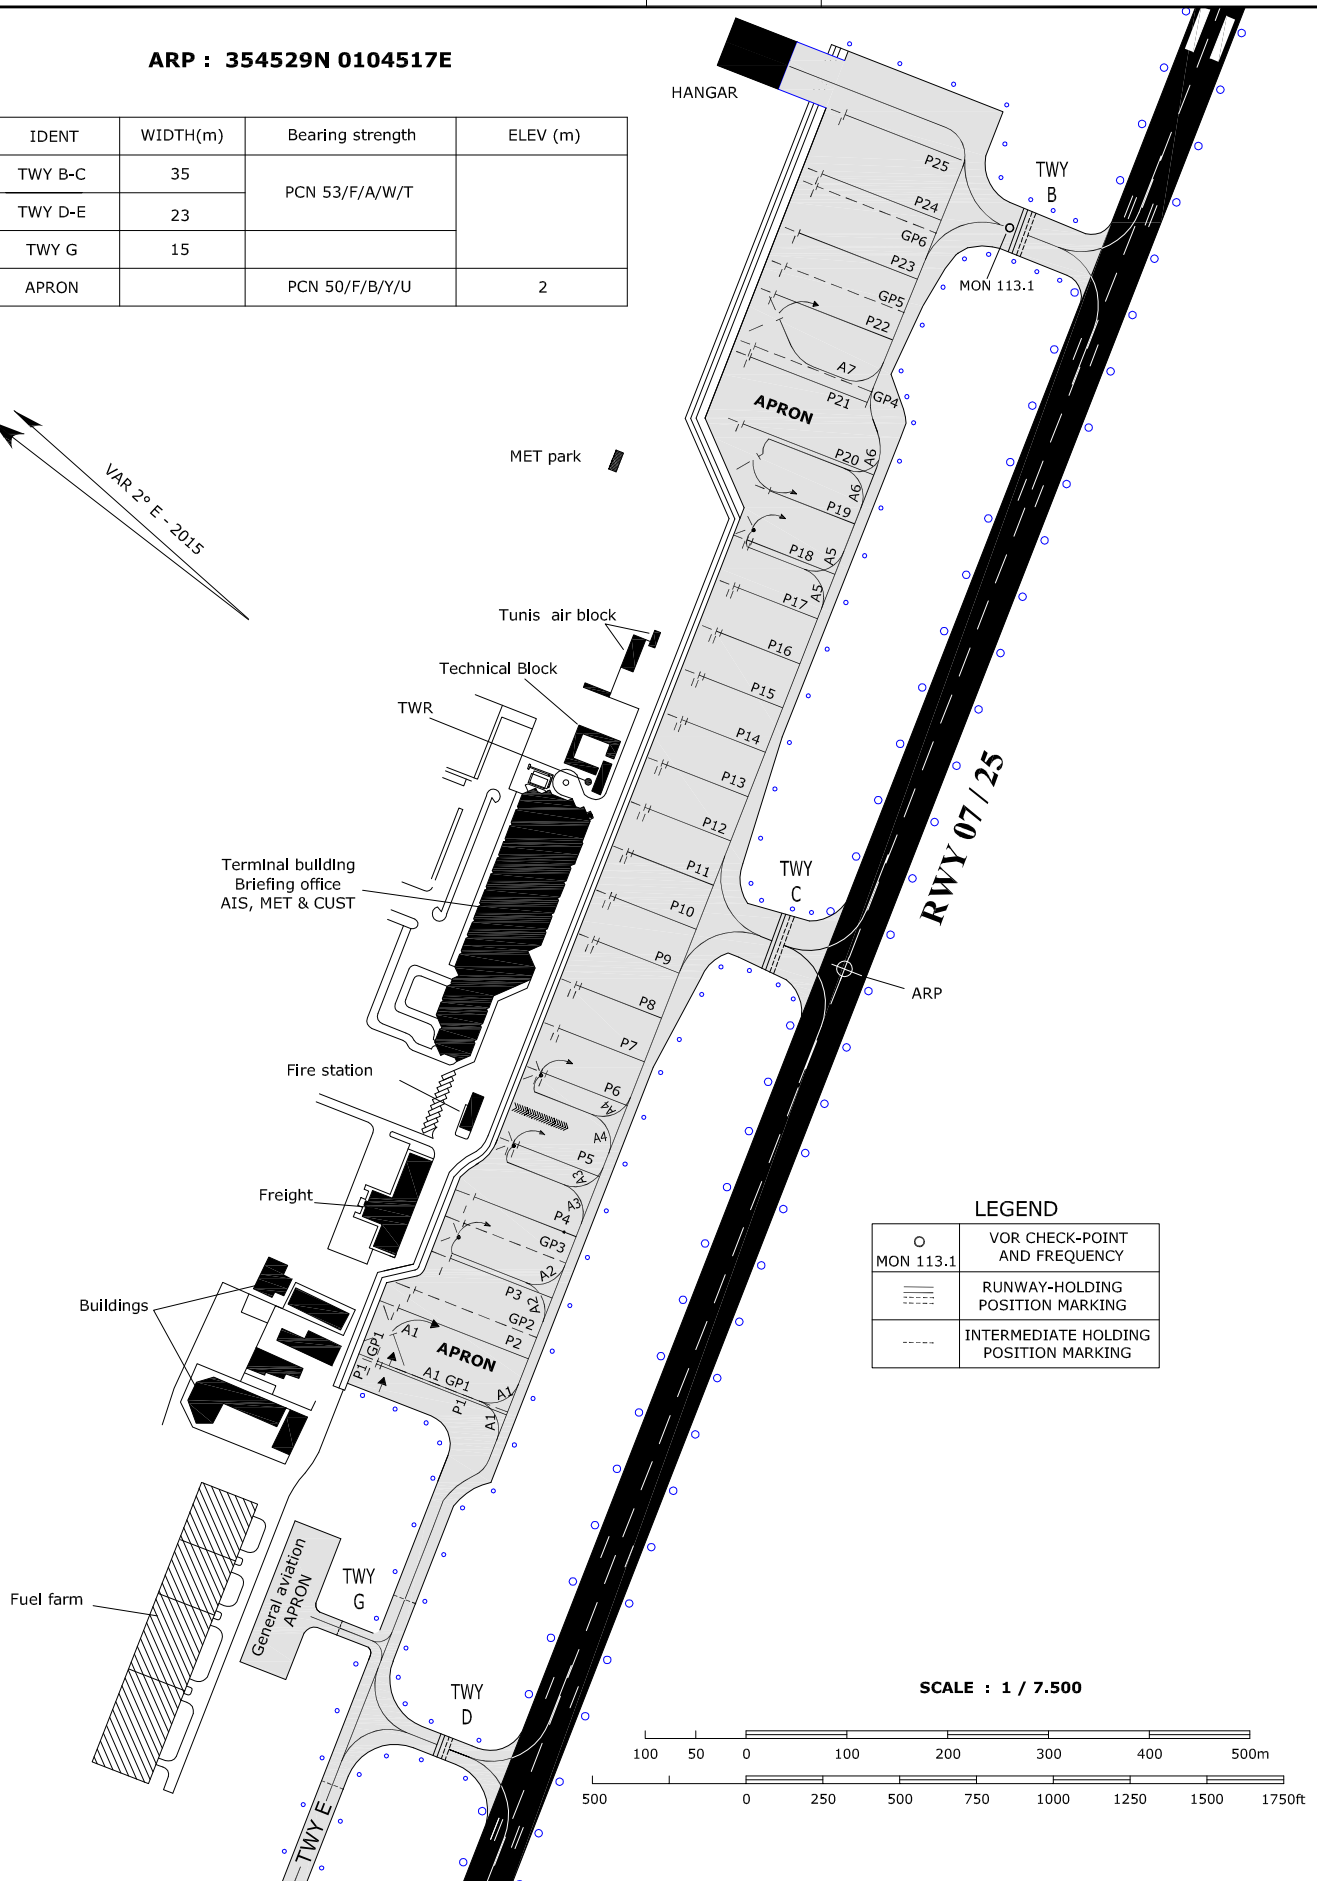 ARP : 354529N 0104517E
IDENT WIDTH(m) Bearing strength ELEV (m)
TWY B-C 35 PCN 53/F/A/W/T
TWY D-E 23
TWY G 15
APRON PCN 50/F/B/Y/U 2
HANGAR
P25
TWY
B
P24
GP6
P23
MON 113.1
GP5
P22
A7
GP4
P21
APRON
P20
A6
A6
P19
MET park
VAR 2° E - 2015
P18
A5
A5
P17
Tunis air block
P16
Technical Block
P15
TWR
P14
P13
RWY 07 / 25
P12
Terminal building
Briefing office
AIS, MET & CUST
P11
TWY
C
P10
P9
ARP
P8
P7
Fire station
P6
A4
A4
P5
A3
Freight
A3
P4
GP3
A2
P3
A2
Buildings
GP2
P2
A1
GP1
P1
APRON
A1 GP1
A1
P1
A1
LEGEND
MON 113.1
VOR CHECK-POINT
AND FREQUENCY
RUNWAY-HOLDING
POSITION MARKING
INTERMEDIATE HOLDING
POSITION MARKING
General aviation
APRON
TWY
G
Fuel farm
TWY
D
TWY E
SCALE : 1 / 7.500
100 50 0 100 200 300 400 500m
500 0 250 500 750 1000 1250 1500 1750ft